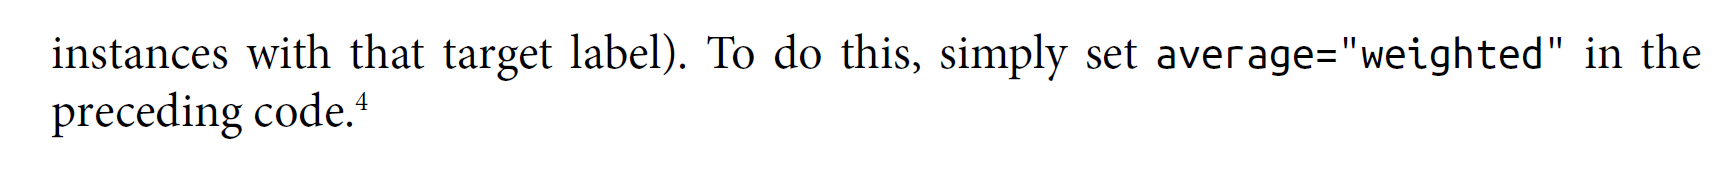 instances with that target label). To do this, simply set average="weighted" in the
preceding code.⁴